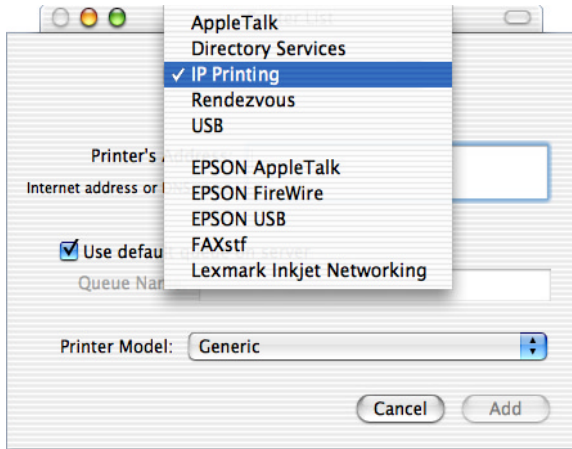 AppleTalk
Directory Services
✓ IP Printing
Rendezvous
USB
Printer's
Internet address or
EPSON AppleTalk
EPSON FireWire
EPSON USB
FAXstf
Lexmark Inkjet Networking
Use defau
Queue Nar
Printer Model: Generic
Cancel Add